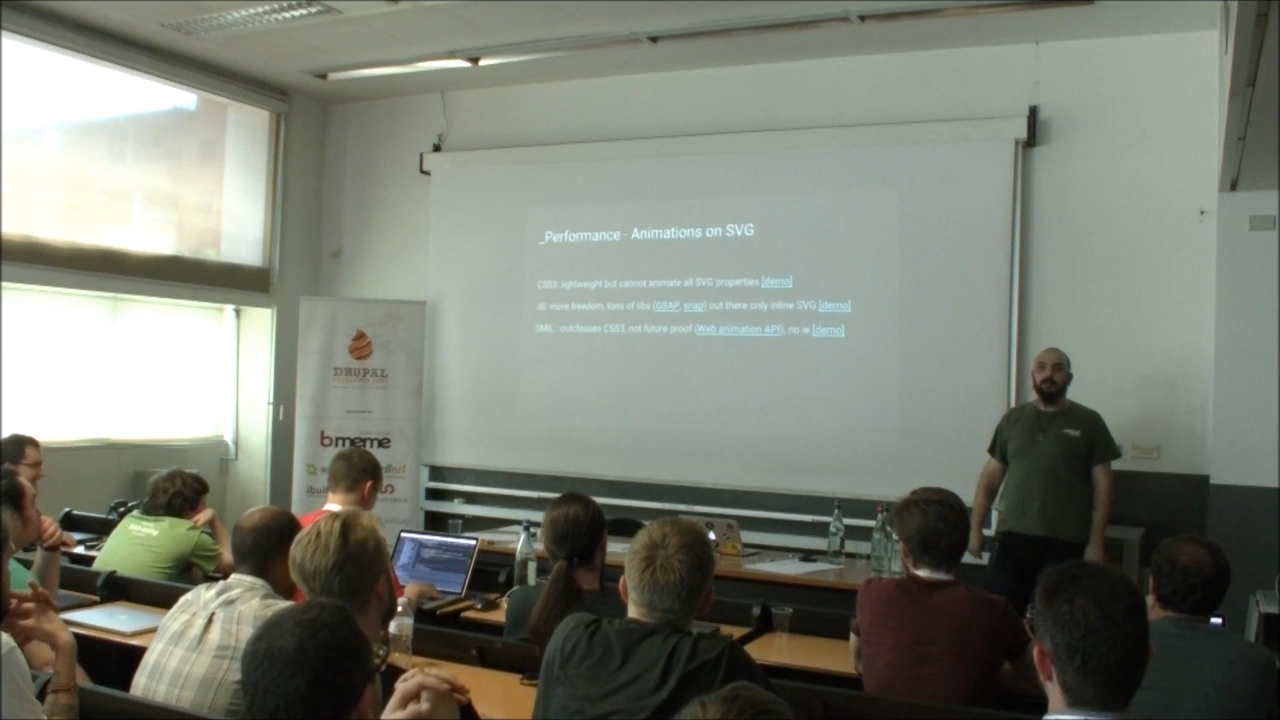 _Performance - Animations on SVG
CSS3: lightweight but cannot animate all SVG properties [demo]
JS: more freedom, tons of libs (GSAP, snap) out there only inline SVG [demo]
SMIL : outclasses CSS3, not future proof (Web animation API), no ie [demo]
DRUPAL
bmeme